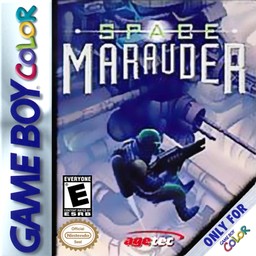 GAME BOY COLOR
SPACE
MARAUDER
EVERYONE
E
ESRB
Official
Nintendo
Seal
agetec
ONLY FOR
GAME BOY
COLOR